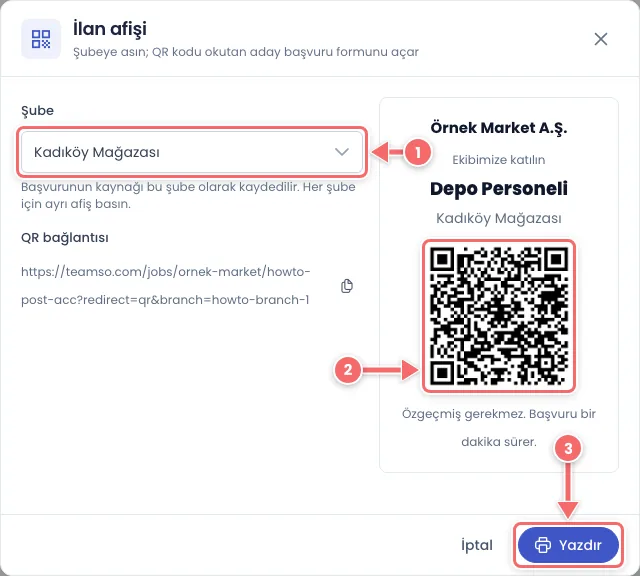 İlan afişi
Şubeye asın; QR kodu okutan aday başvuru formunu açar
Şube
Kadıköy Mağazası
1
Başvurunun kaynağı bu şube olarak kaydedilir. Her şube
için ayrı afiş basın.
QR bağlantısı
https://teamso.com/jobs/ornek-market/howto-
post-acc?redirect=qr&branch=howto-branch-1
Örnek Market A.Ş.
Ekibimize katılın
Depo Personeli
Kadıköy Mağazası
2
Özgeçmiş gerekmez. Başvuru bir
dakika sürer.
3
İptal
Yazdır